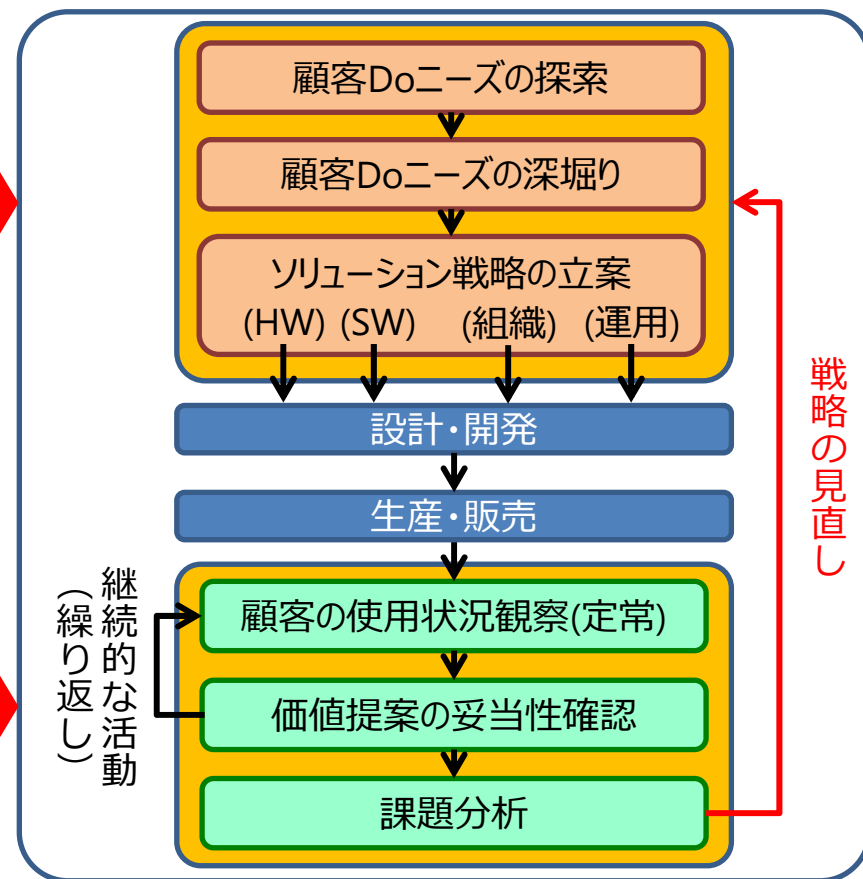 顧客Doニーズの探索
顧客Doニーズの深堀り
ソリューション戦略の立案
(HW) (SW) (組織) (運用)
設計・開発
生産・販売
顧客の使用状況観察(定常)
価値提案の妥当性確認
課題分析
継続的な活動
(繰り返し)
戦略の見直し